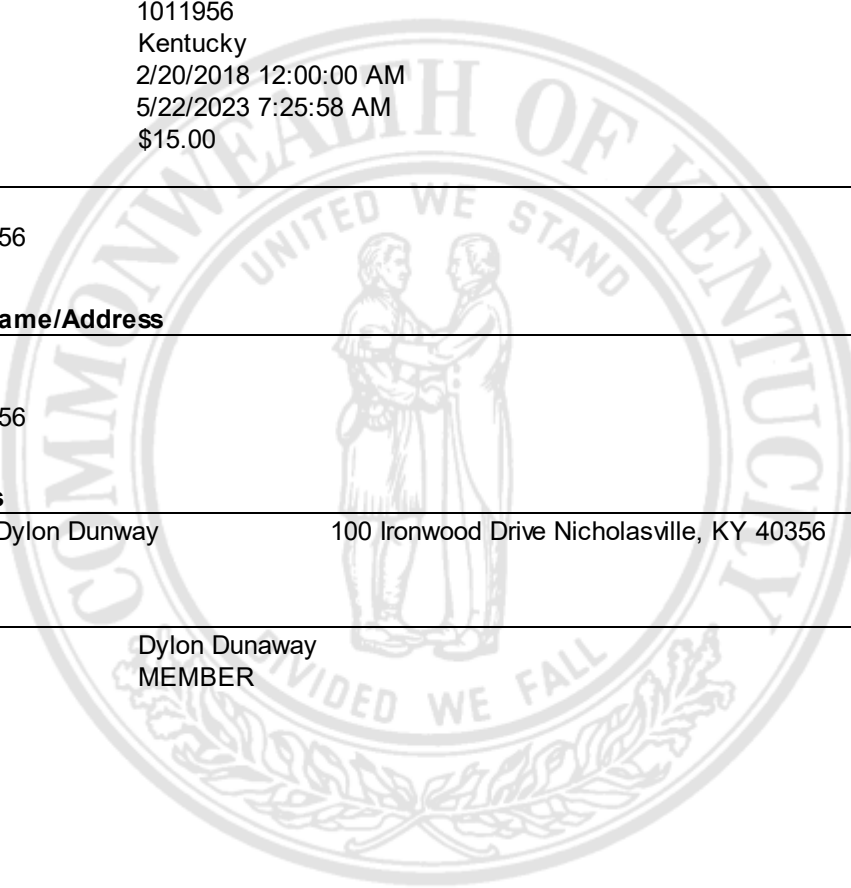 1011956
Kentucky
2/20/2018 12:00:00 AM
5/22/2023 7:25:58 AM
$15.00
56
ame/Address
56
s
Dylon Dunway 100 Ironwood Drive Nicholasville, KY 40356
Dylon Dunaway
MEMBER
COMMONWEALTH OF KENTUCKY
UNITED WE STAND
DIVIDED WE FALL